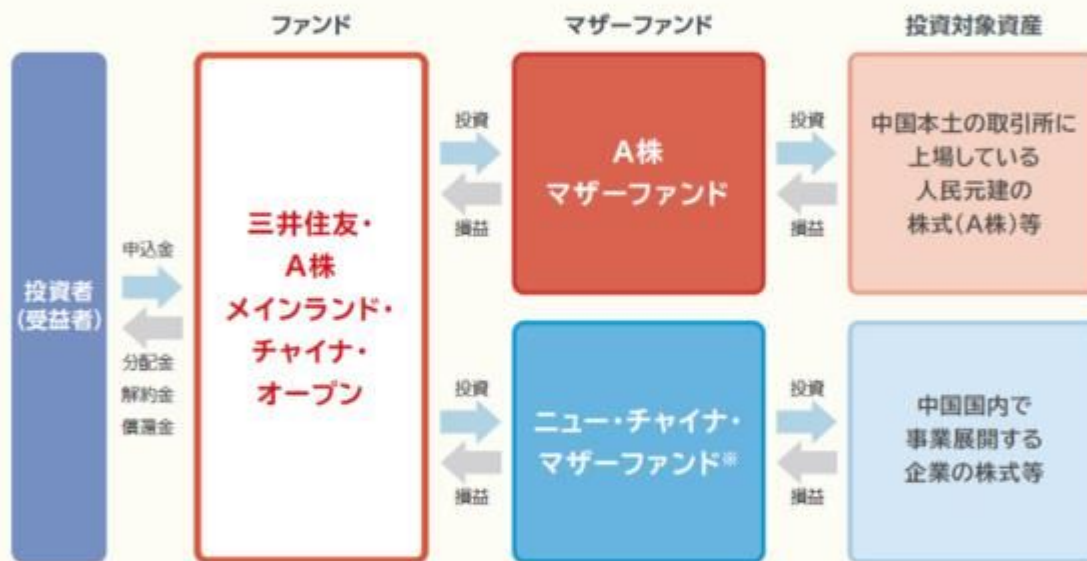 ファンド
マザーファンド
投資対象資産
投資者
(受益者)
申込金
分配金
解約金
償還金
三井住友・
A株
メインランド・
チャイナ・
オープン
投資
損益
A株
マザーファンド
投資
損益
中国本土の取引所に
上場している
人民元建の
株式(A株)等
投資
損益
ニュー・チャイナ・
マザーファンド※
投資
損益
中国国内で
事業展開する
企業の株式等